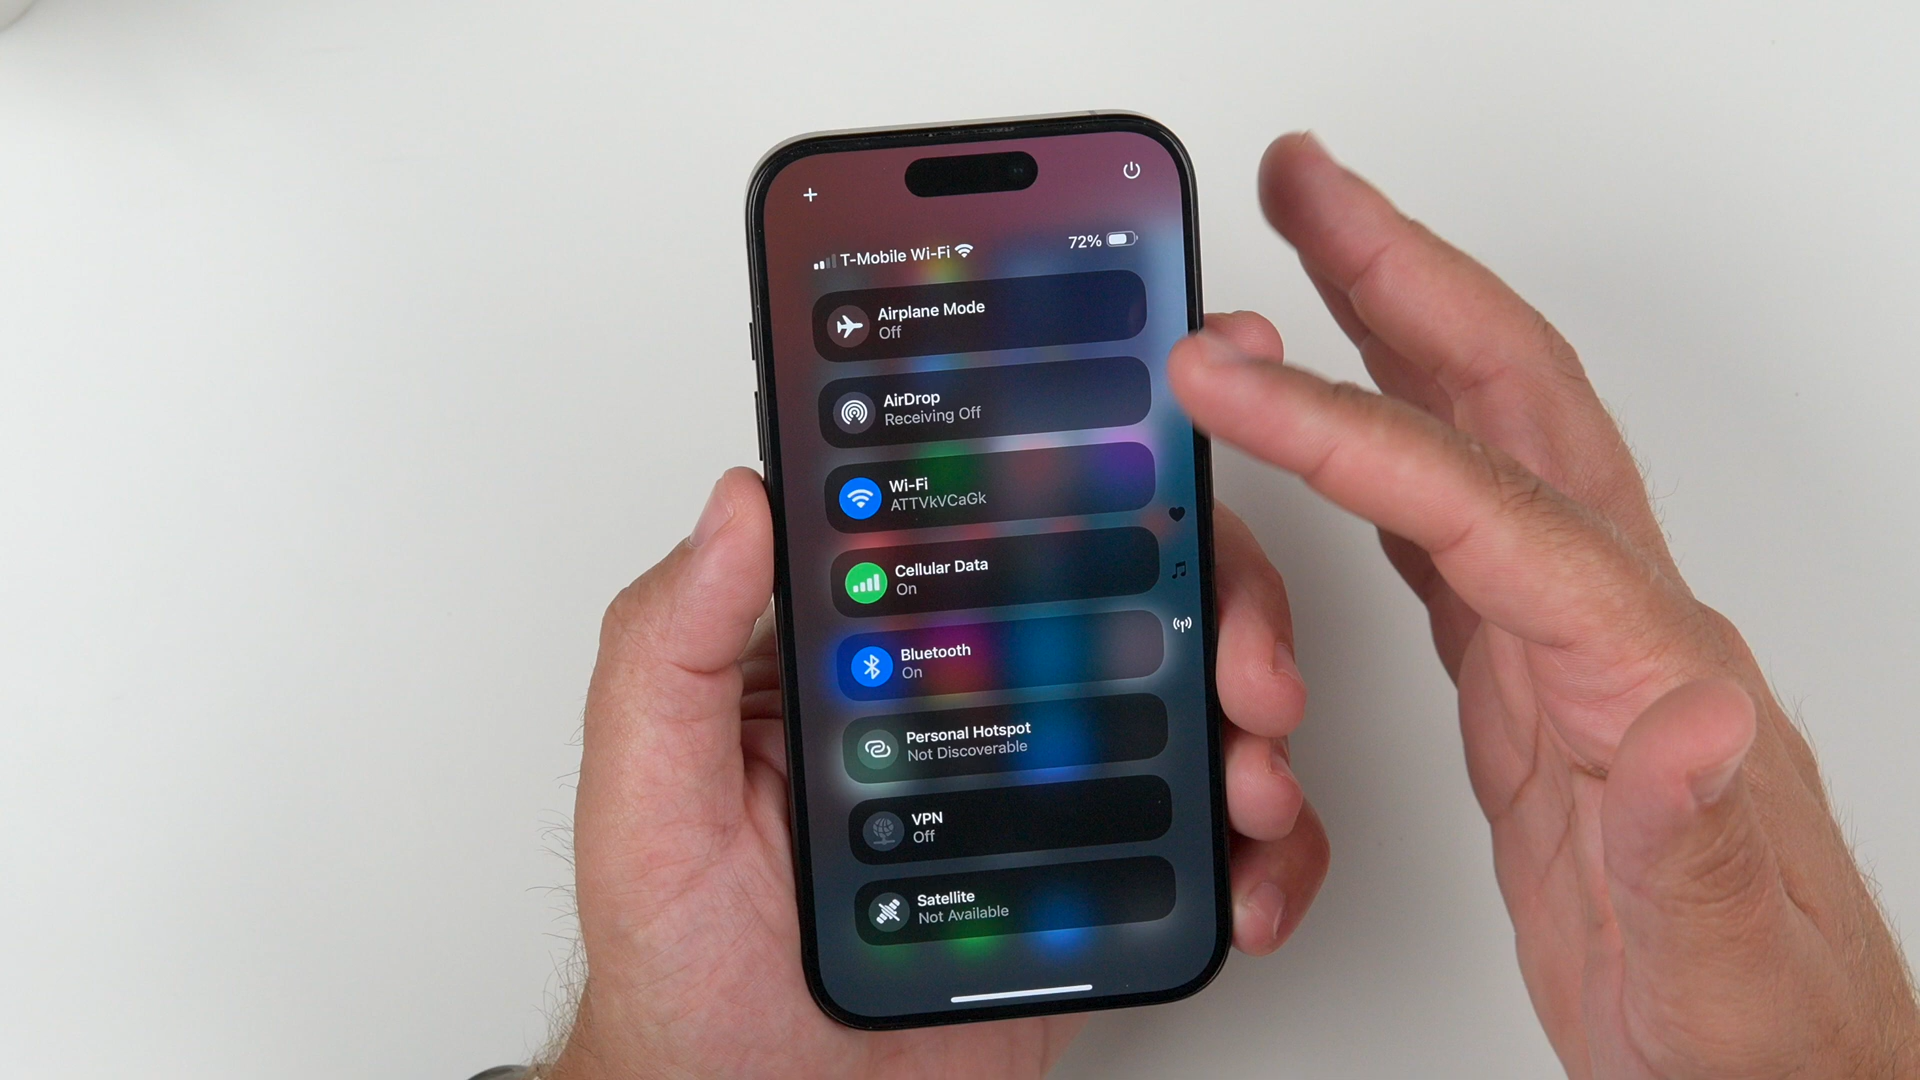 T-Mobile Wi-Fi 72%
Airplane Mode
Off
AirDrop
Receiving Off
Wi-Fi
ATTVkVCaGk
Cellular Data
On
Bluetooth
On
Personal Hotspot
Not Discoverable
VPN
Off
Satellite
Not Available